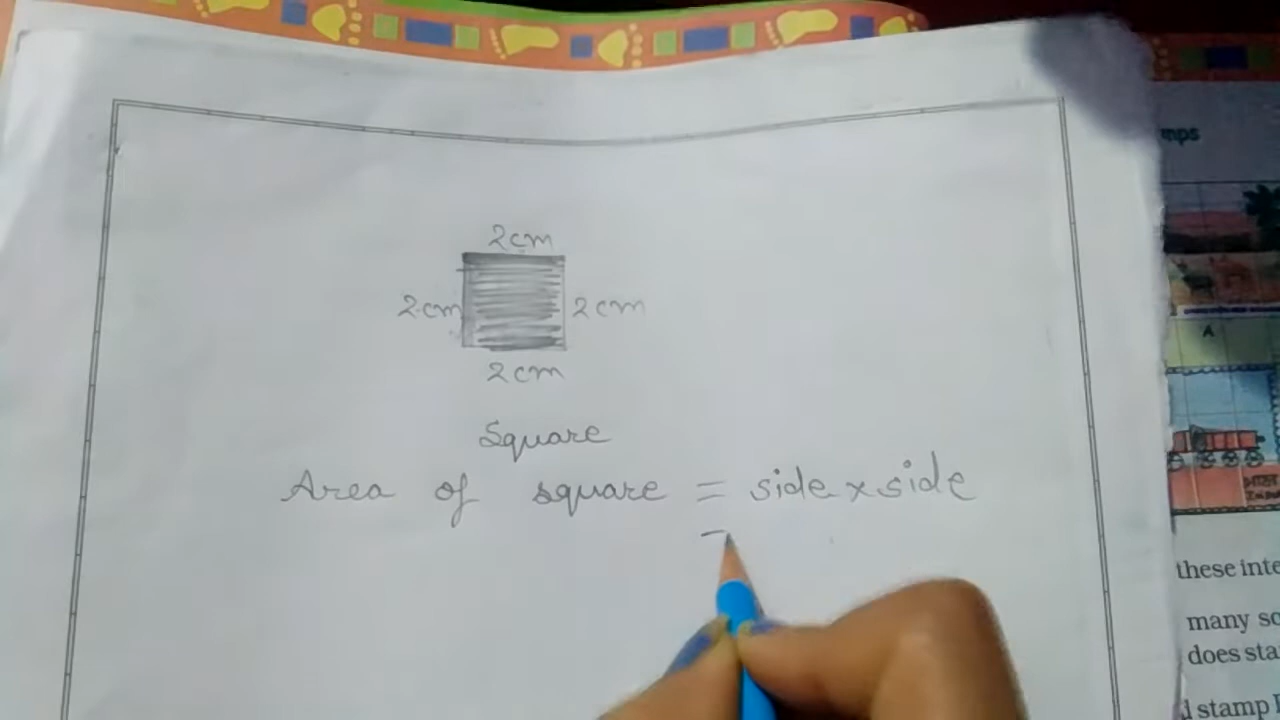 2cm
2cm 2cm
2cm
Square
Area of square = side × side
=
mps
A
these inte
many so
does sta
d stamp